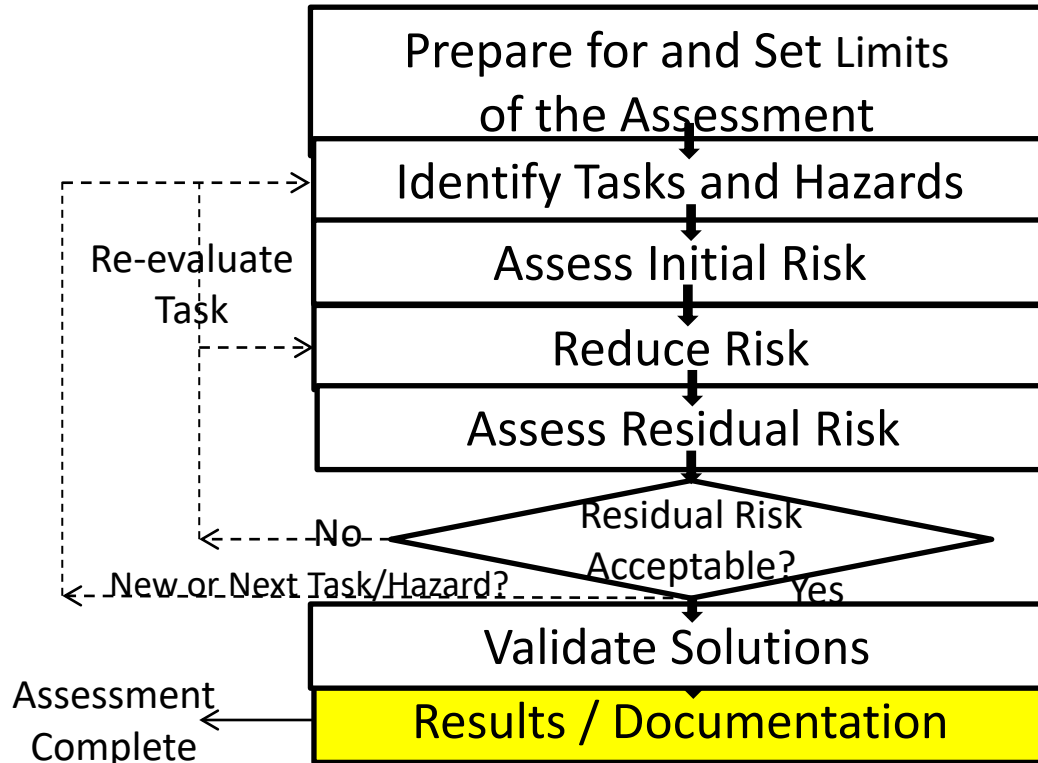 Prepare for and Set Limits
of the Assessment
Identify Tasks and Hazards
Re-evaluate
Task
Assess Initial Risk
Reduce Risk
Assess Residual Risk
Residual Risk
Acceptable?
No
New or Next Task/Hazard?
Yes
Validate Solutions
Results / Documentation
Assessment
Complete